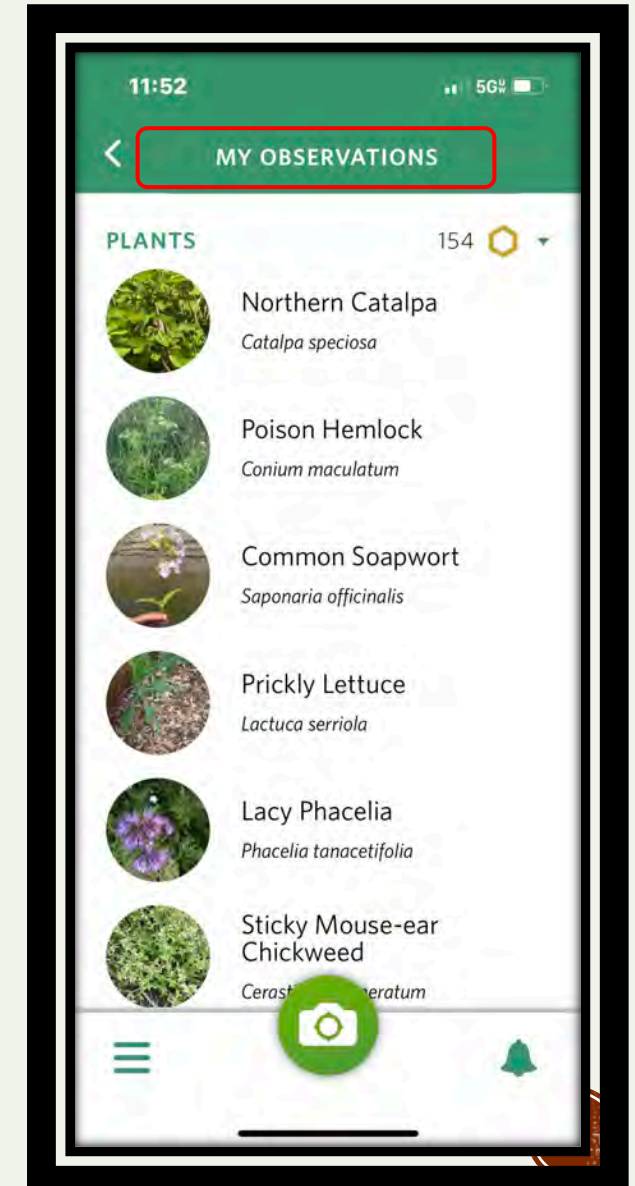 11:52 5G
MY OBSERVATIONS
PLANTS 154
Northern Catalpa
Catalpa speciosa
Poison Hemlock
Conium maculatum
Common Soapwort
Saponaria officinalis
Prickly Lettuce
Lactuca serriola
Lacy Phacelia
Phacelia tanacetifolia
Sticky Mouse-ear
Chickweed